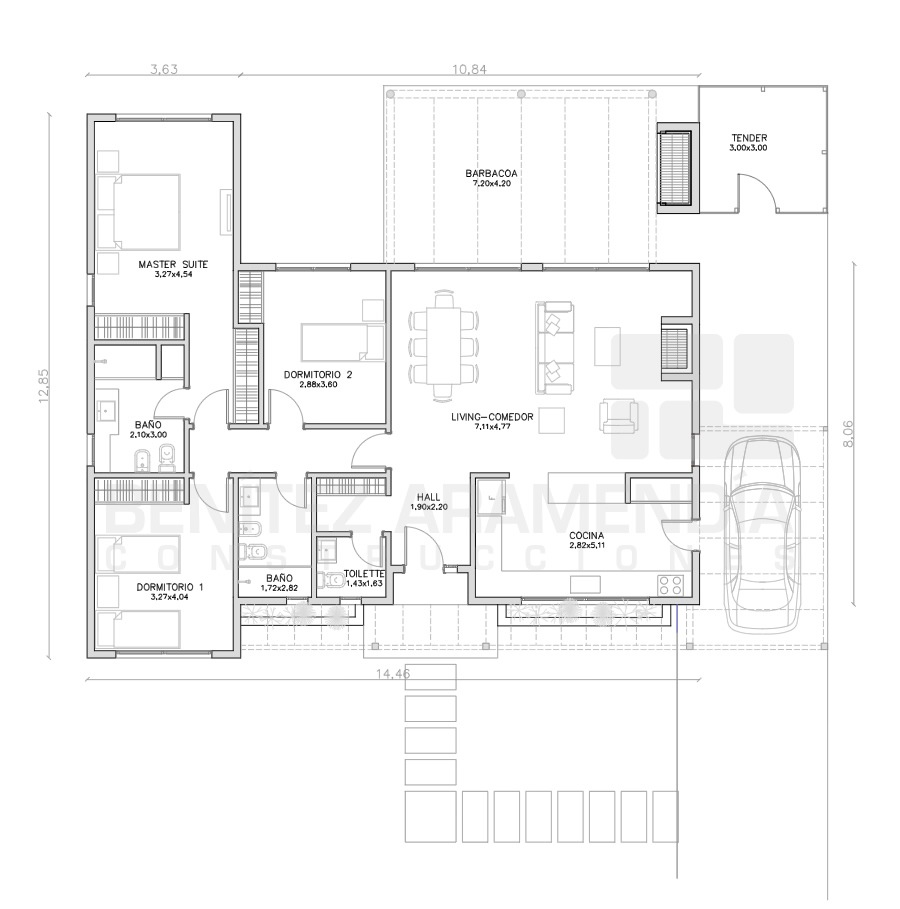 3,63
10,84
TENDER
3.00x3.00
BARBACOA
7.20x4.20
MASTER SUITE
3.27x4.54
12,85
DORMITORIO 2
2.88x3.60
LIVING-COMEDOR
7.11x4.77
BAÑO
2.10x3.00
8,06
HALL
1.90x2.20
BENÍTEZ ARAMENDÍA
CONSTRUCCIONES
COCINA
2.82x5.11
DORMITORIO 1
3.27x4.04
BAÑO
1.72x2.82
TOILETTE
1.43x1.63
F
14,46